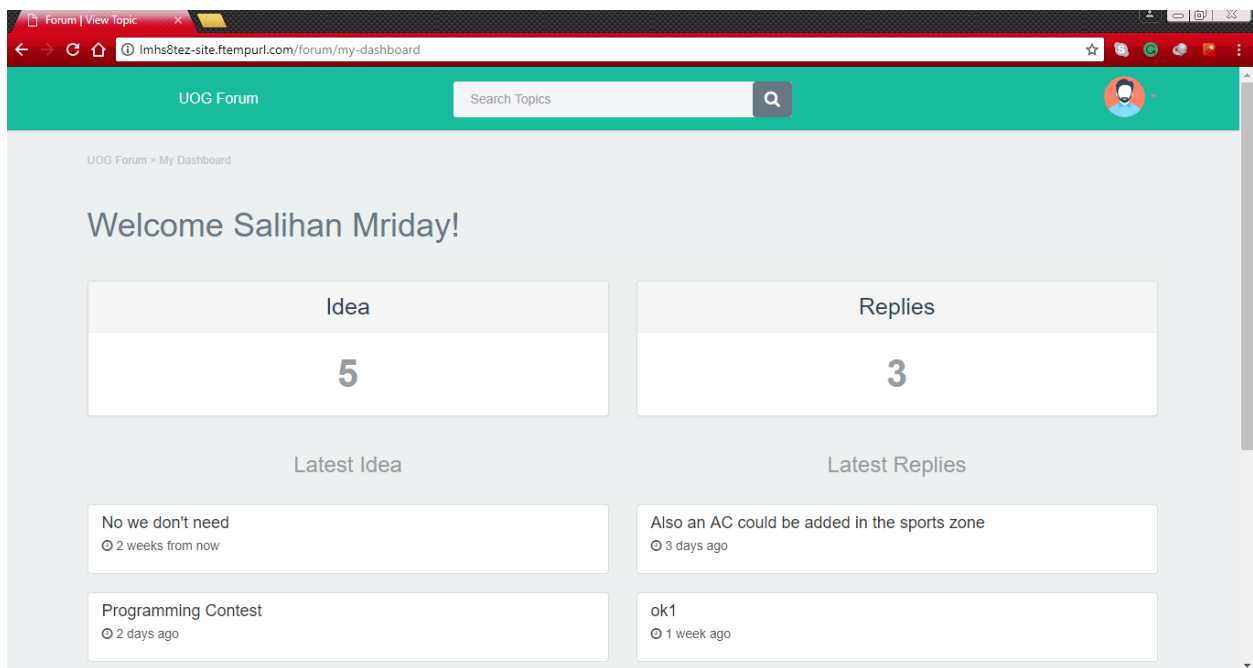 Forum | View Topic
lmhs8tez-site.ftempurl.com/forum/my-dashboard
UOG Forum
Search Topics
UOG Forum > My Dashboard
Welcome Salihan Mriday!
Idea
5
Replies
3
Latest Idea
No we don't need
2 weeks from now
Programming Contest
2 days ago
Latest Replies
Also an AC could be added in the sports zone
3 days ago
ok1
1 week ago